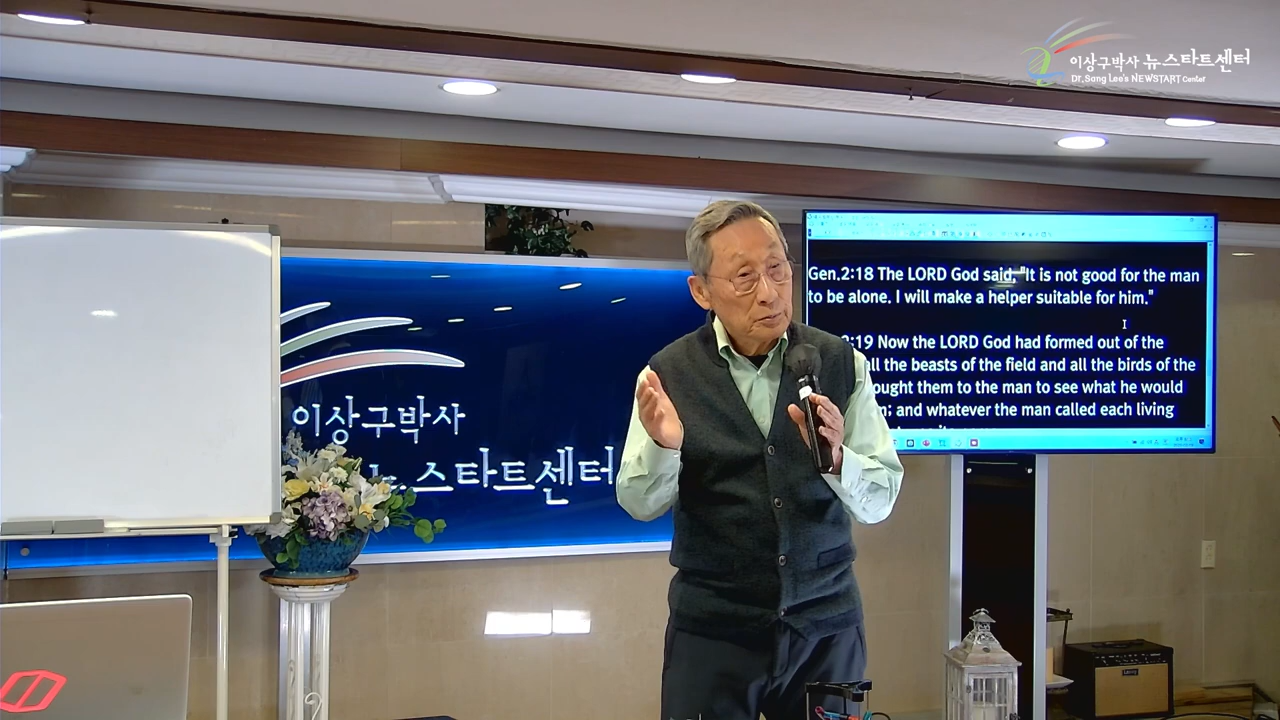 이상구박사 뉴스타트센터
Dr.Sang Lee's NEWSTART Center
Gen.2:18 The LORD God said, "It is not good for the man
to be alone. I will make a helper suitable for him."
2:19 Now the LORD God had formed out of the
all the beasts of the field and all the birds of the
ought them to the man to see what he would
and whatever the man called each living
이상구박사
뉴스타트센터